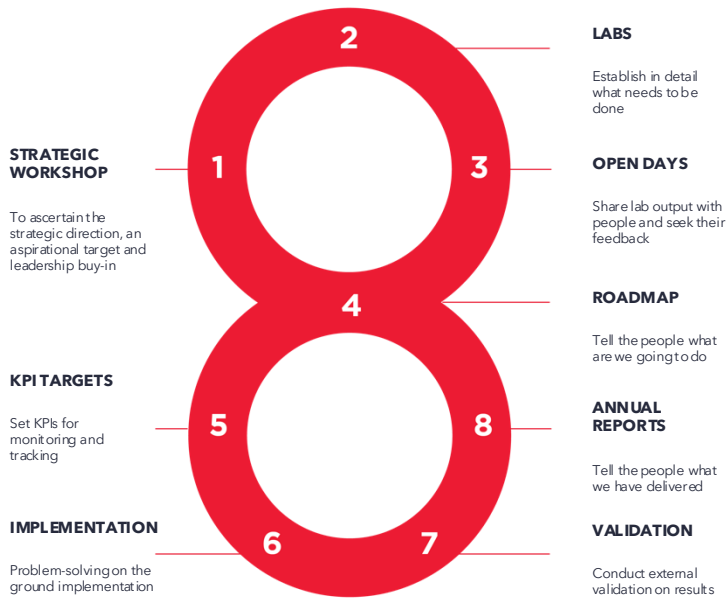 1
STRATEGIC
WORKSHOP
To ascertain the
strategic direction, an
aspirational target and
leadership buy-in
2
LABS
Establish in detail
what needs to be
done
3
OPEN DAYS
Share lab output with
people and seek their
feedback
4
ROADMAP
Tell the people what
are we going to do
5
KPI TARGETS
Set KPIs for
monitoring and
tracking
6
IMPLEMENTATION
Problem-solving on the
ground implementation
7
VALIDATION
Conduct external
validation on results
8
ANNUAL
REPORTS
Tell the people what
we have delivered